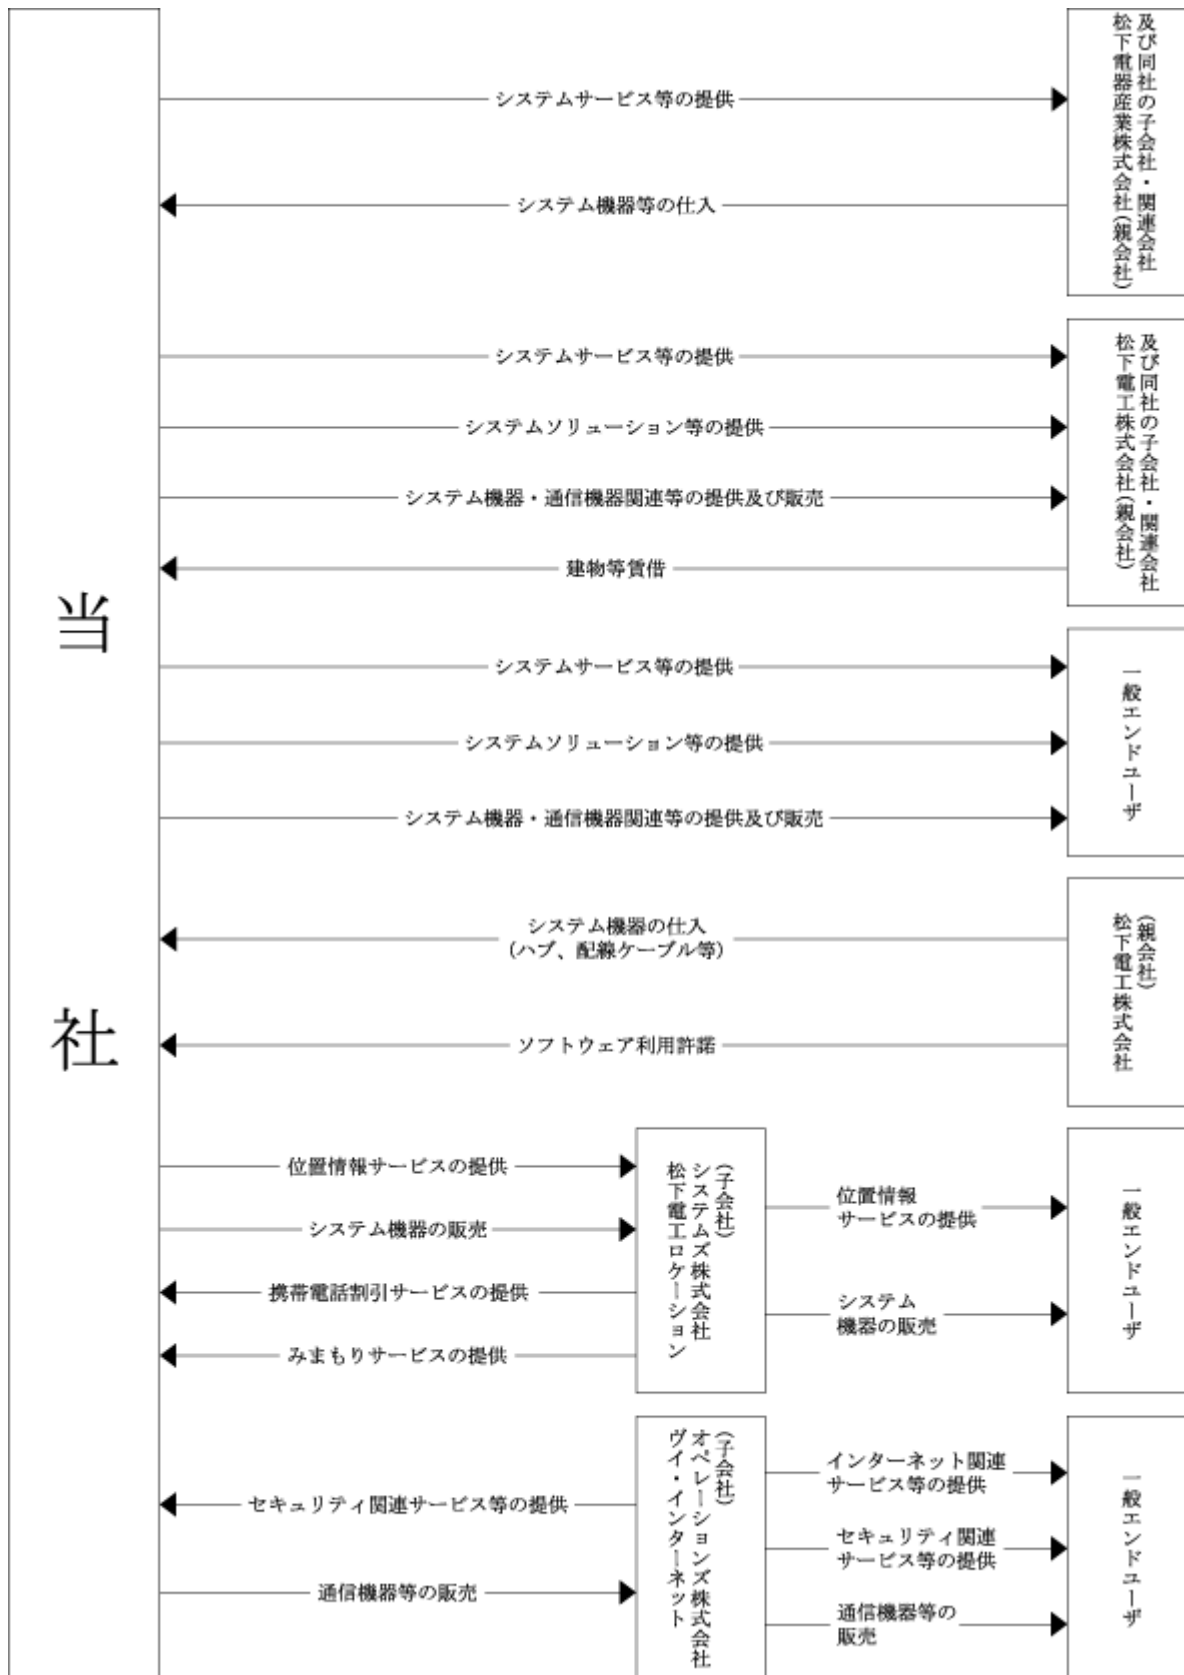 当社
システムサービス等の提供
システム機器等の仕入
松下電器産業株式会社(親会社)
及び同社の子会社・関連会社
システムサービス等の提供
システムソリューション等の提供
システム機器・通信機器関連等の提供及び販売
建物等賃借
松下電工株式会社(親会社)
及び同社の子会社・関連会社
システムサービス等の提供
システムソリューション等の提供
システム機器・通信機器関連等の提供及び販売
一般エンドユーザ
システム機器の仕入
(ハブ、配線ケーブル等)
ソフトウェア利用許諾
(親会社)
松下電工株式会社
位置情報サービスの提供
システム機器の販売
携帯電話割引サービスの提供
みまもりサービスの提供
(子会社)
松下電工ロケーション
システムズ株式会社
位置情報
サービスの提供
システム
機器の販売
一般エンドユーザ
セキュリティ関連サービス等の提供
通信機器等の販売
(子会社)
ヴイ・インターネット
オペレーションズ株式会社
インターネット関連
サービス等の提供
セキュリティ関連
サービス等の提供
通信機器等の
販売
一般エンドユーザ